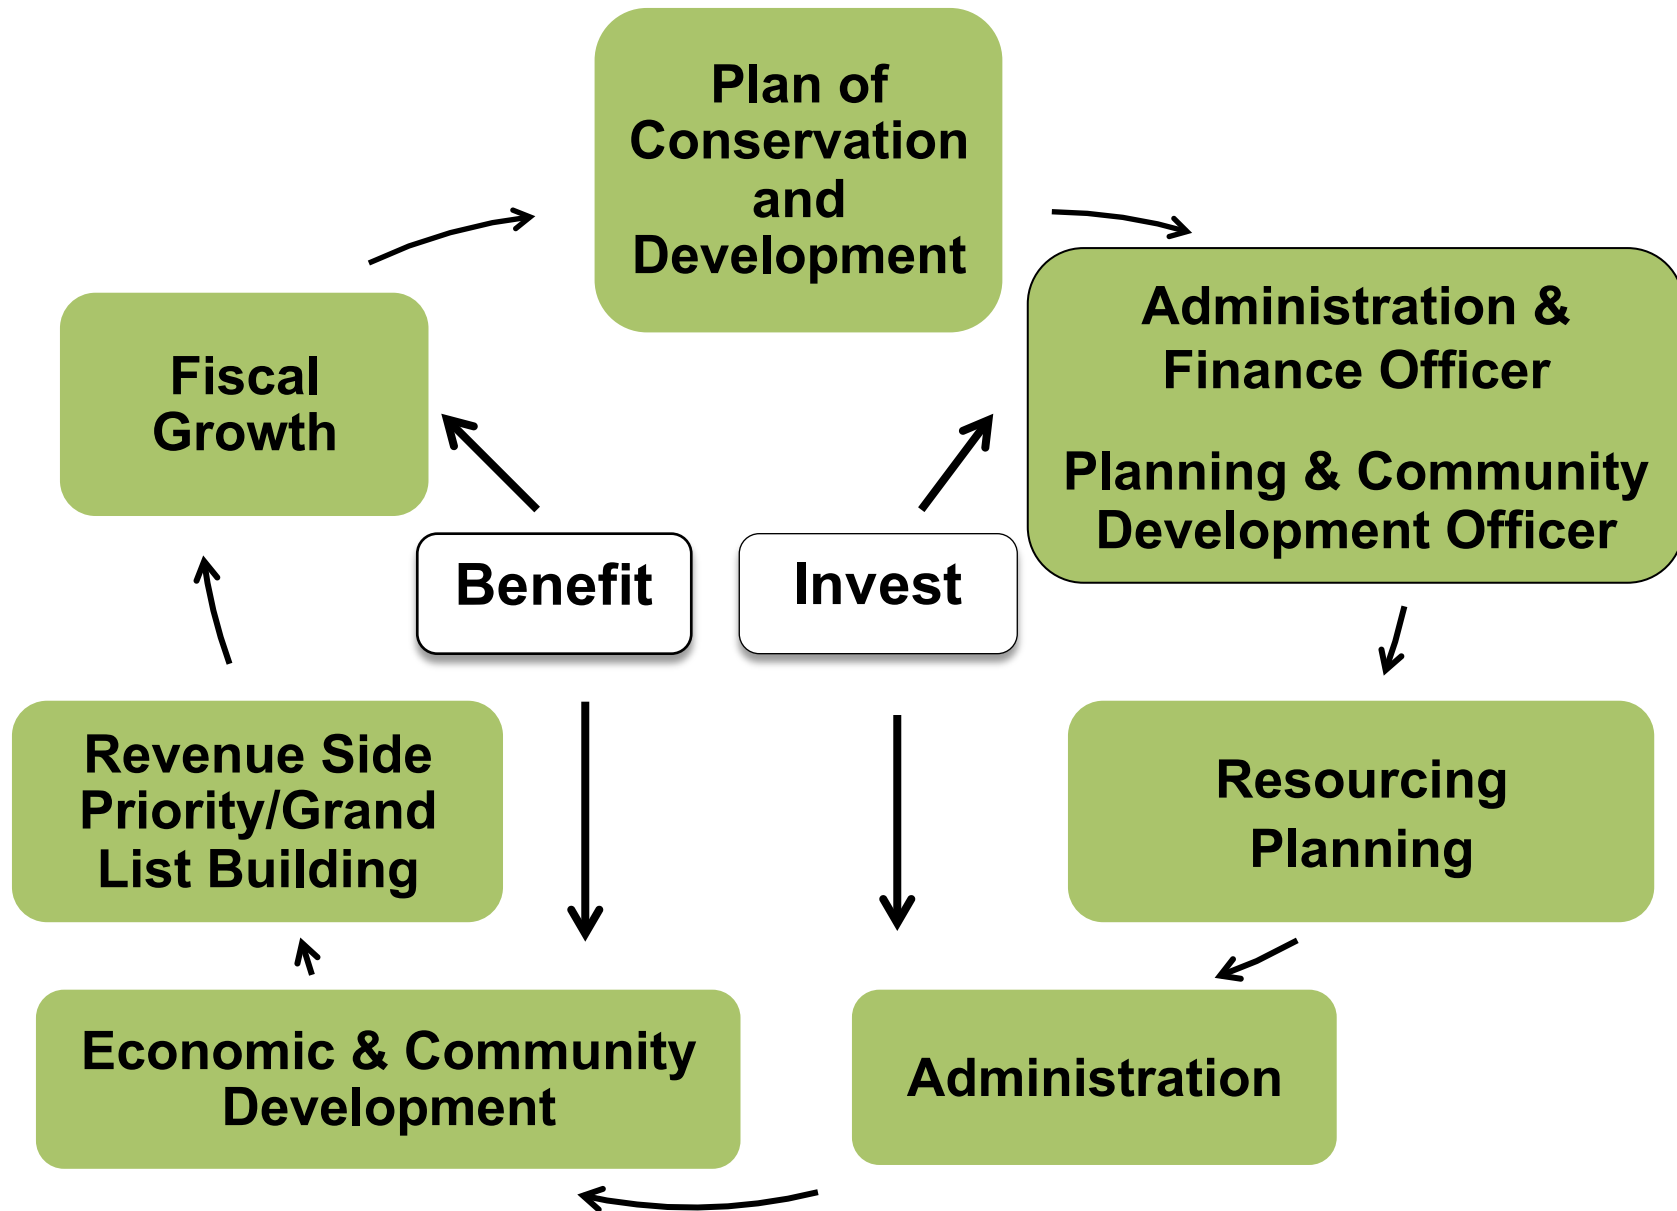 Plan of
Conservation
and
Development
Administration &
Finance Officer
Planning & Community
Development Officer
Fiscal
Growth
Benefit
Invest
Revenue Side
Priority/Grand
List Building
Resourcing
Planning
Economic & Community
Development
Administration